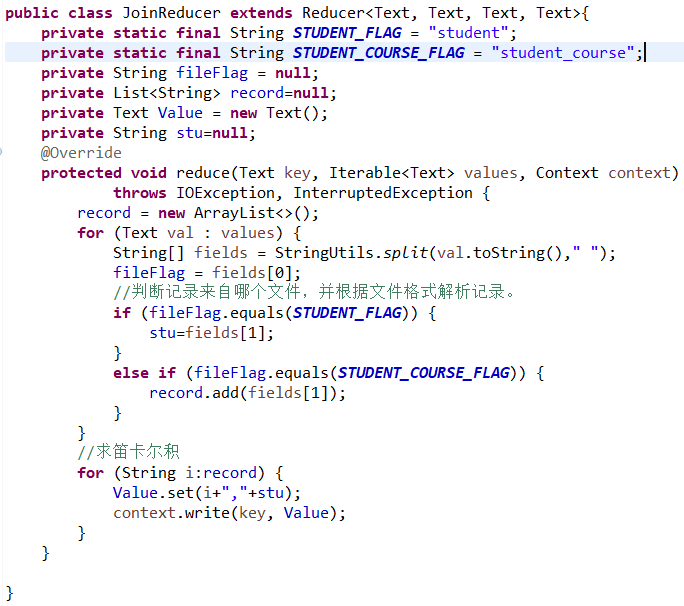 public class JoinReducer extends Reducer<Text, Text, Text, Text>{
    private static final String STUDENT_FLAG = "student";
    private static final String STUDENT_COURSE_FLAG = "student_course";
    private String fileFlag = null;
    private List<String> record=null;
    private Text Value = new Text();
    private String stu=null;
    @Override
    protected void reduce(Text key, Iterable<Text> values, Context context)
            throws IOException, InterruptedException {
        record = new ArrayList<>();
        for (Text val : values) {
            String[] fields = StringUtils.split(val.toString()," ");
            fileFlag = fields[0];
            //判断记录来自哪个文件，并根据文件格式解析记录。
            if (fileFlag.equals(STUDENT_FLAG)) {
                stu=fields[1];
            }
            else if (fileFlag.equals(STUDENT_COURSE_FLAG)) {
                record.add(fields[1]);
            }
        }
        //求笛卡尔积
        for (String i:record) {
            Value.set(i+","+stu);
            context.write(key, Value);
        }
    }
}